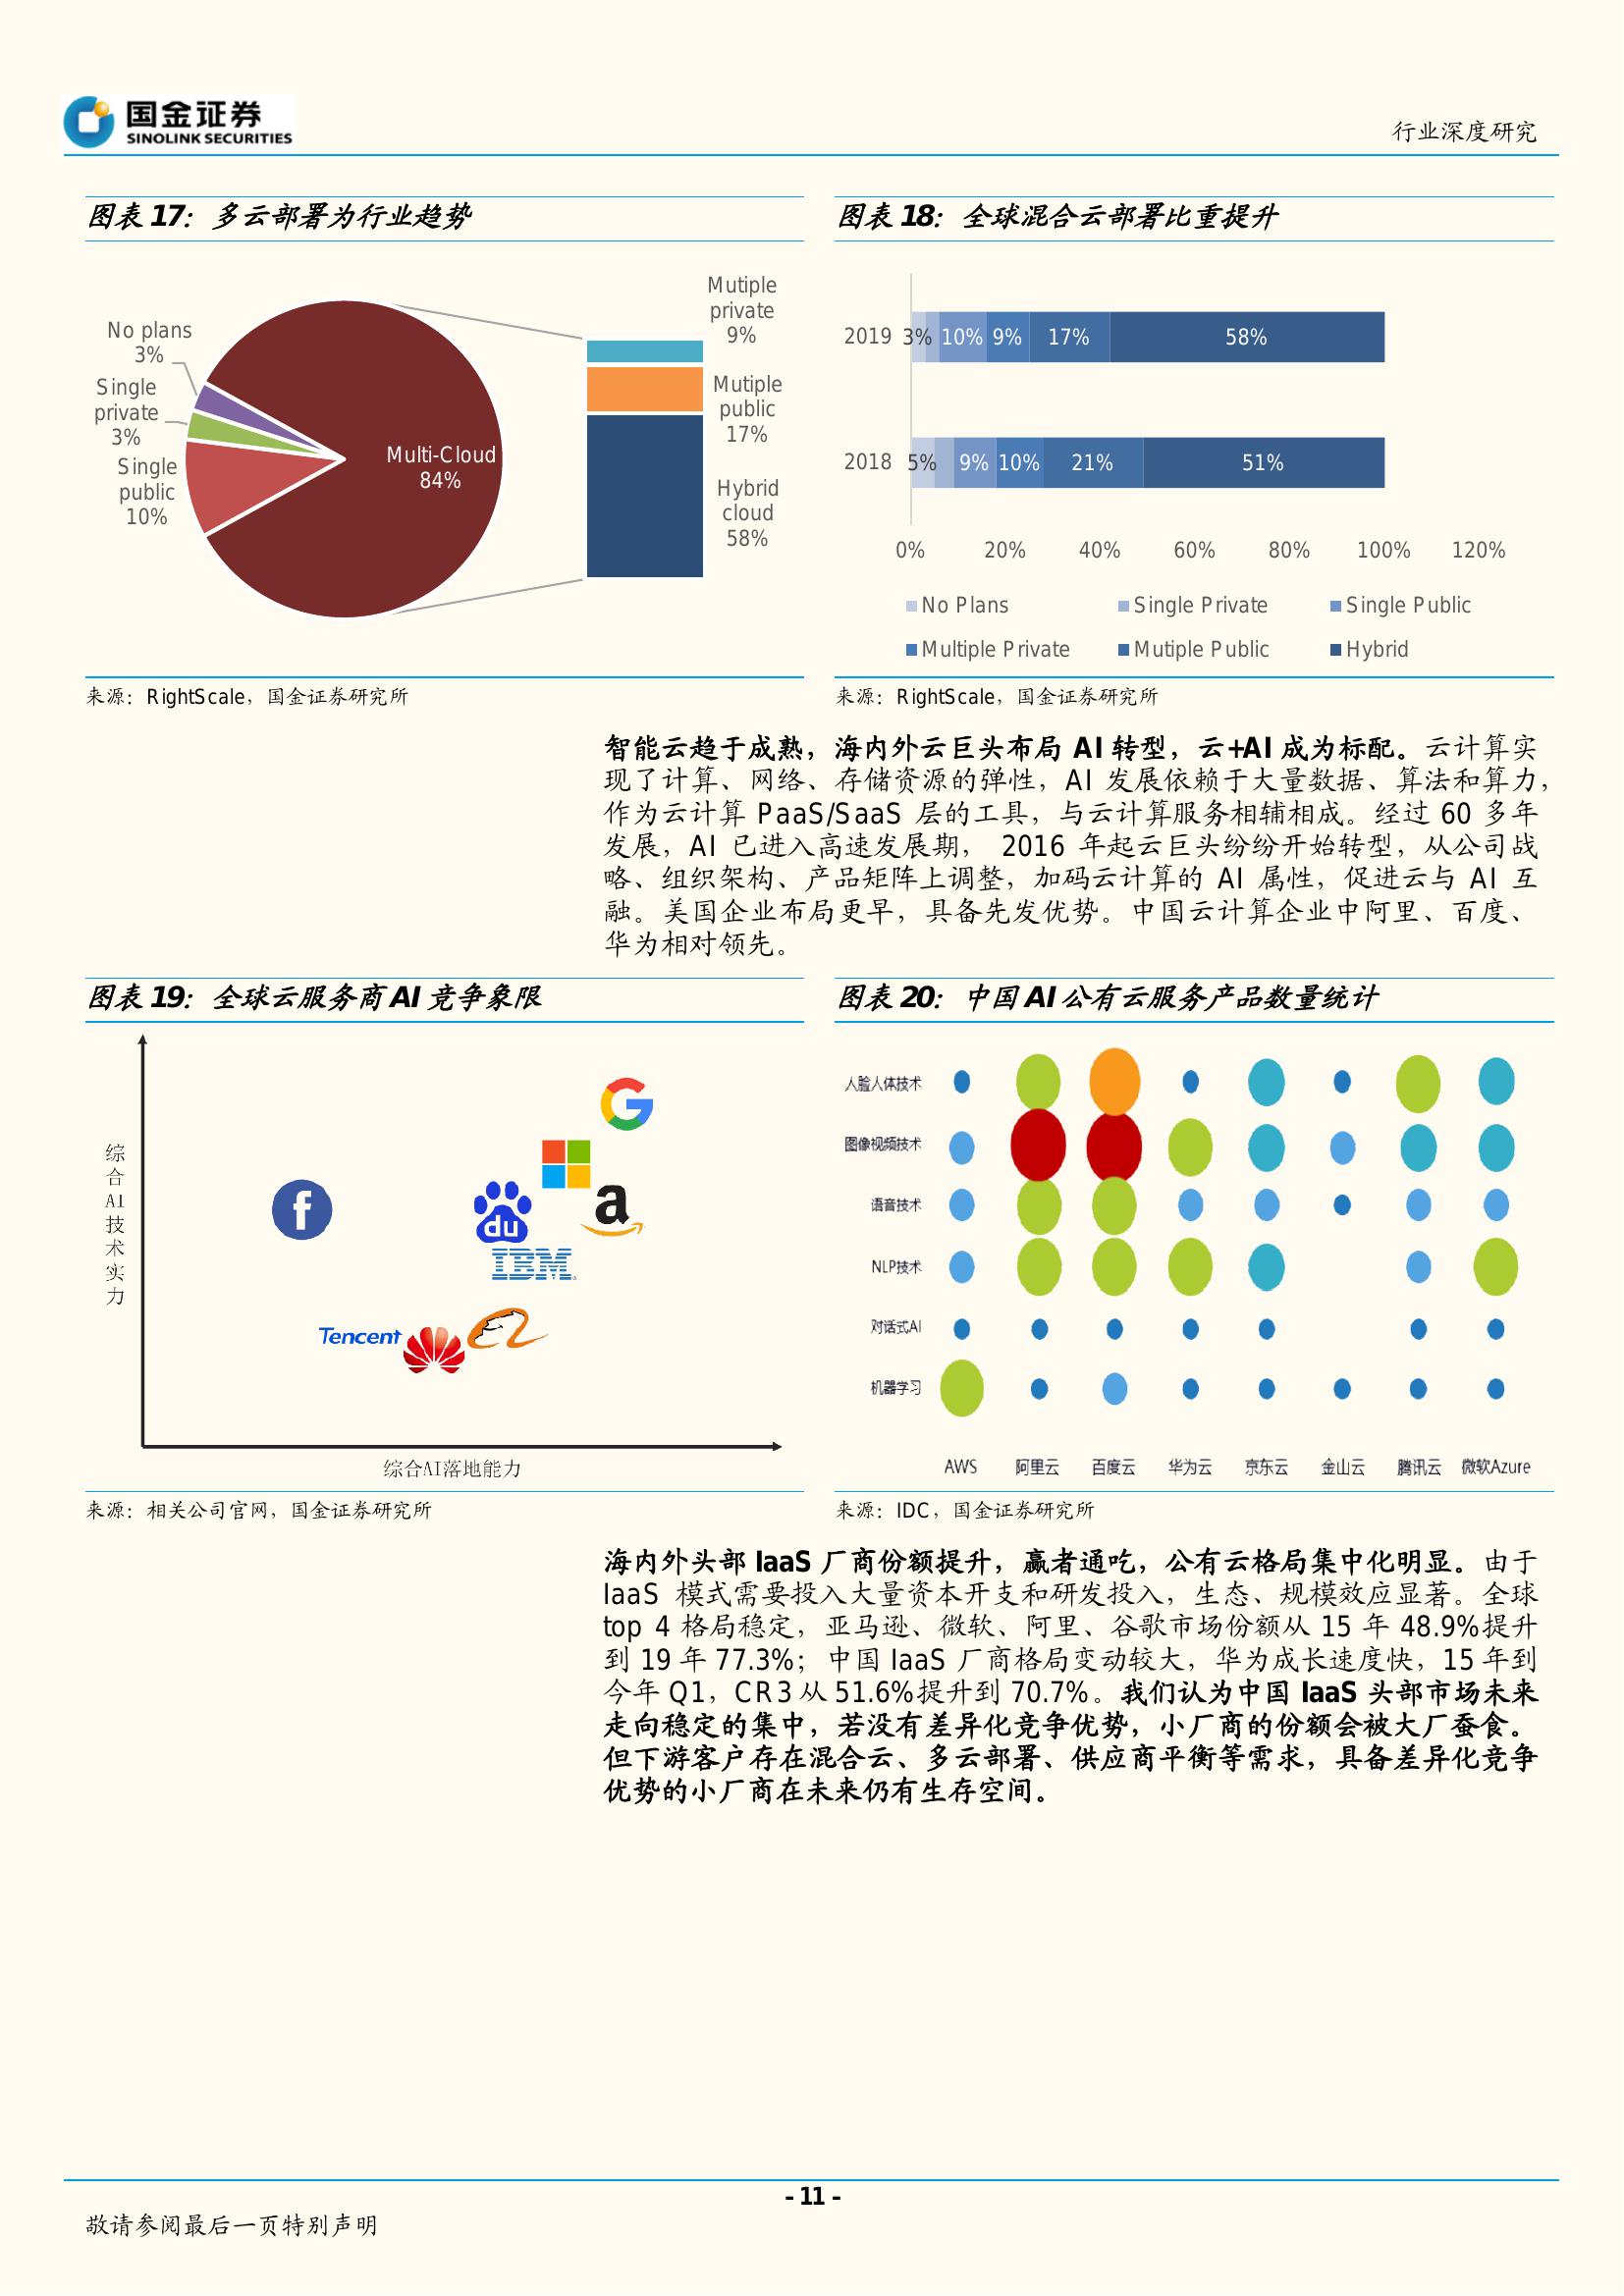 国金证券
SINOLINK SECURITIES
行业深度研究
图表 17：多云部署为行业趋势
No plans
3%
Single
private
3%
Single
public
10%
Multi-Cloud
84%
Mutiple
private
9%
Mutiple
public
17%
Hybrid
cloud
58%
来源：RightScale，国金证券研究所
图表 18：全球混合云部署比重提升
2019 3% 10% 9% 17% 58%
2018 5% 9% 10% 21% 51%
0% 20% 40% 60% 80% 100% 120%
No Plans Single Private Single Public
Multiple Private Mutiple Public Hybrid
来源：RightScale，国金证券研究所
智能云趋于成熟，海内外云巨头布局 AI 转型，云+AI 成为标配。云计算实
现了计算、网络、存储资源的弹性，AI 发展依赖于大量数据、算法和算力，
作为云计算 PaaS/SaaS 层的工具，与云计算服务相辅相成。经过 60 多年
发展，AI 已进入高速发展期， 2016 年起云巨头纷纷开始转型，从公司战
略、组织架构、产品矩阵上调整，加码云计算的 AI 属性，促进云与 AI 互
融。美国企业布局更早，具备先发优势。中国云计算企业中阿里、百度、
华为相对领先。
图表 19：全球云服务商 AI 竞争象限
综
合
AI
技
术
实
力
f
G
du
a
IBM
Tencent
综合AI落地能力
来源：相关公司官网，国金证券研究所
图表 20：中国 AI 公有云服务产品数量统计
人脸人体技术
图像视频技术
语音技术
NLP技术
对话式AI
机器学习
AWS 阿里云 百度云 华为云 京东云 金山云 腾讯云 微软Azure
来源：IDC，国金证券研究所
海内外头部 IaaS 厂商份额提升，赢者通吃，公有云格局集中化明显。由于
IaaS 模式需要投入大量资本开支和研发投入，生态、规模效应显著。全球
top 4 格局稳定，亚马逊、微软、阿里、谷歌市场份额从 15 年 48.9%提升
到 19 年 77.3%；中国 IaaS 厂商格局变动较大，华为成长速度快，15 年到
今年 Q1，CR3 从 51.6%提升到 70.7%。我们认为中国 IaaS 头部市场未来
走向稳定的集中，若没有差异化竞争优势，小厂商的份额会被大厂蚕食。
但下游客户存在混合云、多云部署、供应商平衡等需求，具备差异化竞争
优势的小厂商在未来仍有生存空间。
- 11 -
敬请参阅最后一页特别声明